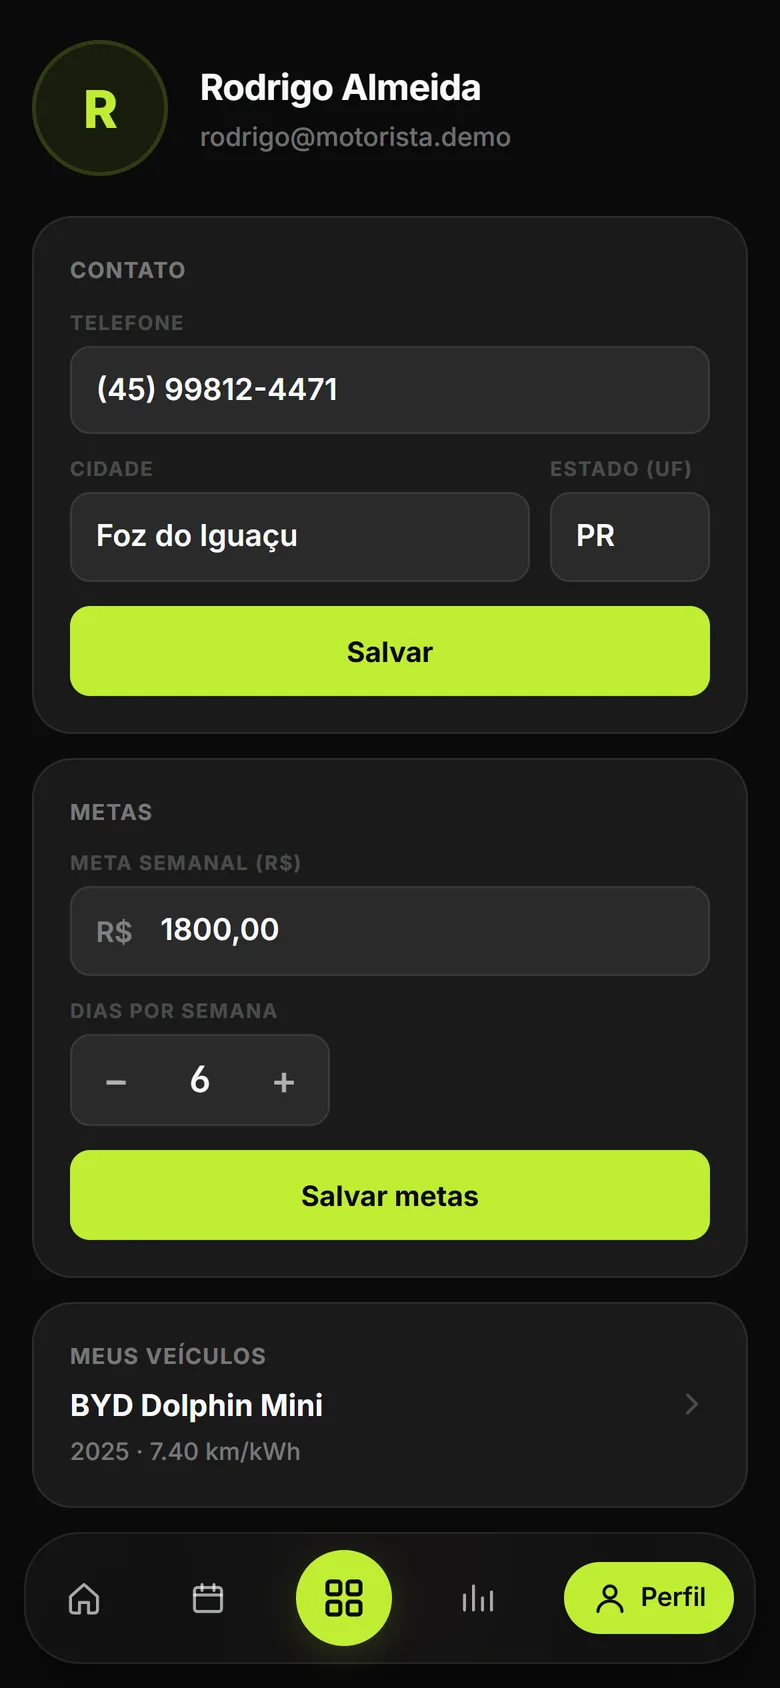 R
Rodrigo Almeida
rodrigo@motorista.demo
CONTATO
TELEFONE
(45) 99812-4471
CIDADE
ESTADO (UF)
Foz do Iguaçu
PR
Salvar
METAS
META SEMANAL (R$)
R$ 1800,00
DIAS POR SEMANA
− 6 +
Salvar metas
MEUS VEÍCULOS
BYD Dolphin Mini
2025 · 7.40 km/kWh
Perfil